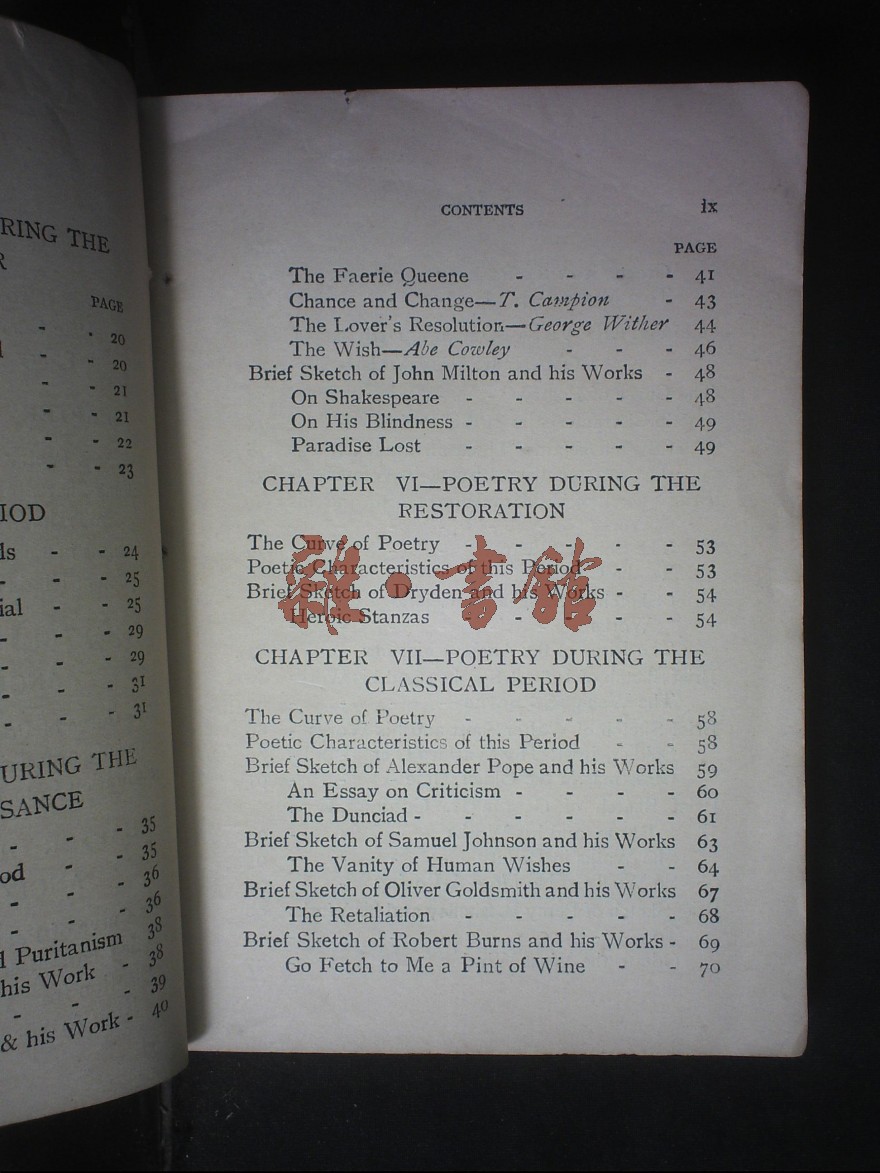 RING THE
R
PAGE
- - 20
- - 20
- - 21
- - 21
- - 22
- - 23
IOD
ls - - 24
- - - 25
ial - - 25
- - - 29
- - - 29
- - - 31
- - - 31
URING THE
SANCE
- - - 35
od - - 35
- - - 36
- - - 36
l Puritanism 38
his Work - 38
- - - 39
& his Work - 40
CONTENTS ix
PAGE
The Faerie Queene - - - - 41
Chance and Change—T. Campion - 43
The Lover's Resolution—George Wither 44
The Wish—Abe Cowley - - - 46
Brief Sketch of John Milton and his Works - 48
On Shakespeare - - - - - 48
On His Blindness - - - - - 49
Paradise Lost - - - - - 49
CHAPTER VI—POETRY DURING THE
RESTORATION
The Curve of Poetry - - - - - 53
Poetic Characteristics of this Period - - 53
Brief Sketch of Dryden and his Works - - 54
Heroic Stanzas - - - - - 54
雜·書館
CHAPTER VII—POETRY DURING THE
CLASSICAL PERIOD
The Curve of Poetry - - - - - 58
Poetic Characteristics of this Period - - 58
Brief Sketch of Alexander Pope and his Works 59
An Essay on Criticism - - - - 60
The Dunciad - - - - - - 61
Brief Sketch of Samuel Johnson and his Works 63
The Vanity of Human Wishes - - 64
Brief Sketch of Oliver Goldsmith and his Works 67
The Retaliation - - - - - 68
Brief Sketch of Robert Burns and his Works - 69
Go Fetch to Me a Pint of Wine - - 70